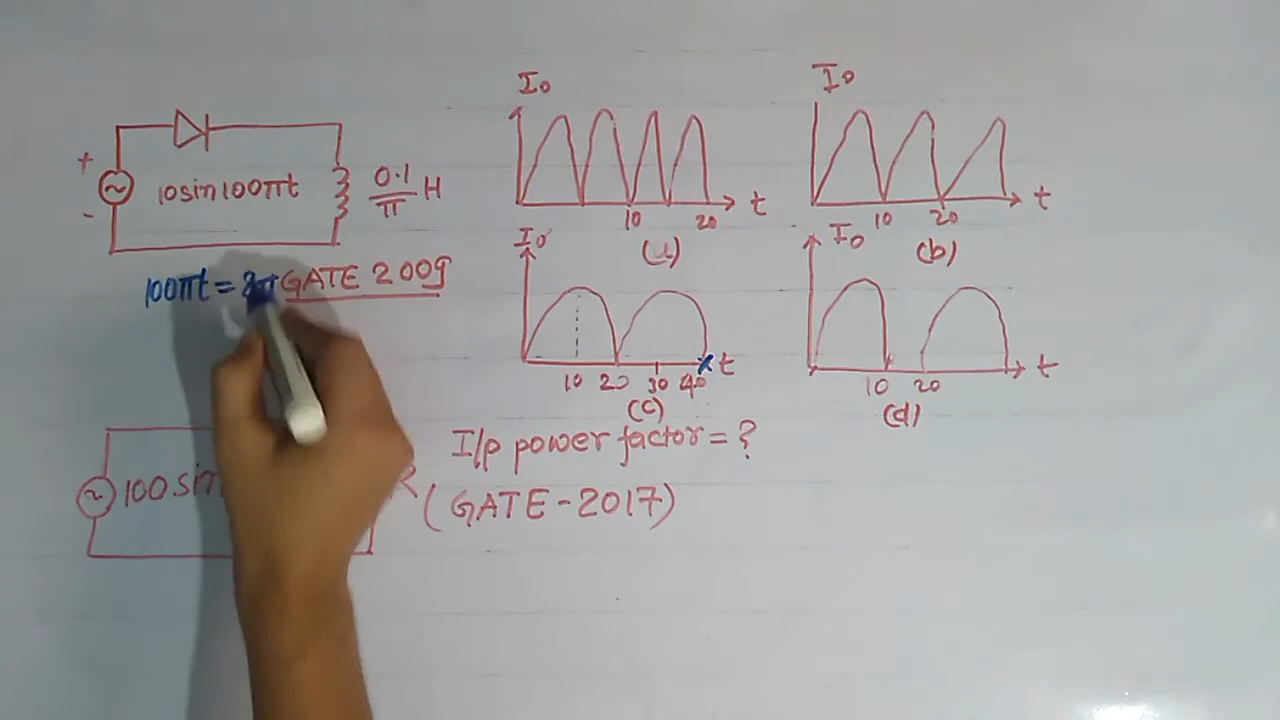 I0
I0
+
10sin100πt
0.1/π H
-
10 20 t
10 20 t
(a)
(b)
I0
I0
100πt =
GATE 2009
10 20 30 40 t
10 20 t
(c)
(d)
I/p power factor = ?
100 sin
(GATE-2017)